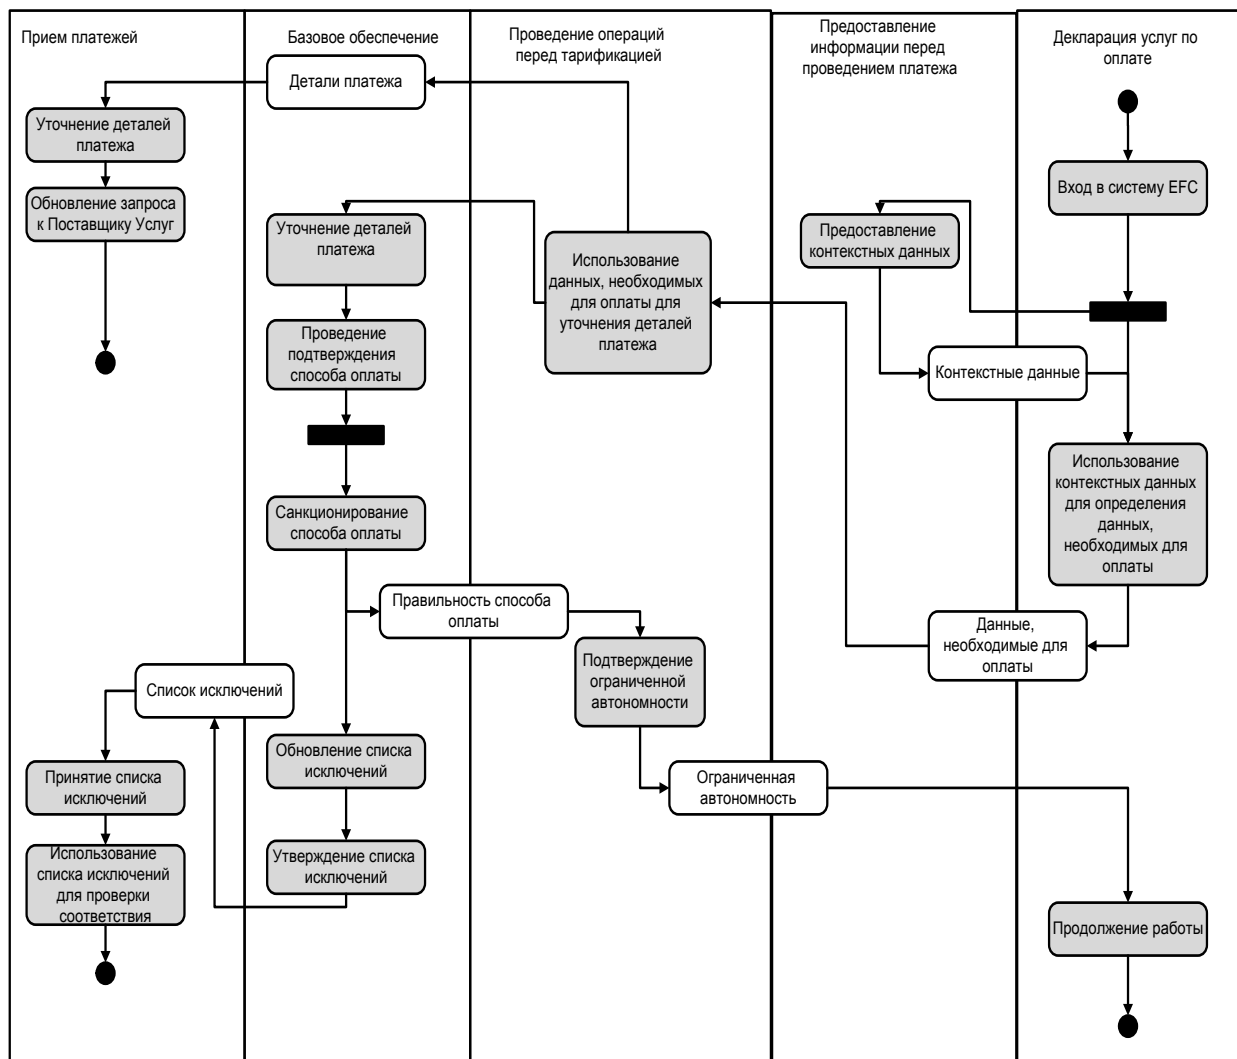 Прием платежей
Базовое обеспечение
Проведение операций
перед тарификацией
Предоставление
информации перед
проведением платежа
Декларация услуг по
оплате
Детали платежа
Уточнение деталей
платежа
Обновление запроса
к Поставщику Услуг
Вход в систему EFC
Уточнение деталей
платежа
Использование
данных, необходимых
для оплаты для
уточнения деталей
платежа
Предоставление
контекстных данных
Проведение
подтверждения
способа оплаты
Контекстные данные
Использование
контекстных данных
для определения
данных,
необходимых для
оплаты
Санкционирование
способа оплаты
Правильность способа
оплаты
Данные,
необходимые для
оплаты
Подтверждение
ограниченной
автономности
Список исключений
Обновление списка
исключений
Принятие списка
исключений
Ограниченная
автономность
Использование
списка исключений
для проверки
соответствия
Утверждение списка
исключений
Продолжение работы